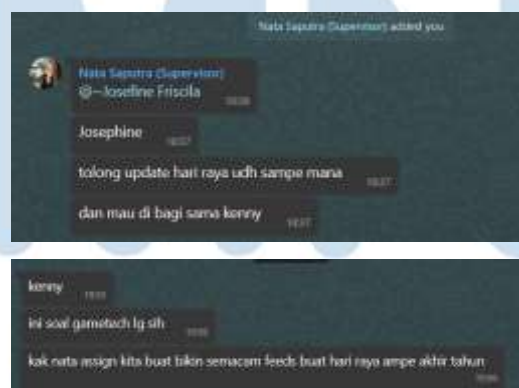 Nata Saputra (Supervisor) added you
Nata Saputra (Supervisor)
@~Josefine Friscila
Josephine
tolong update hari raya udh sampe mana
dan mau di bagi sama kenny
kenny
ini soal gametech lg sih
kak nata assign kita buat bikin semacam feeds buat hari raya ampe akhir tahun